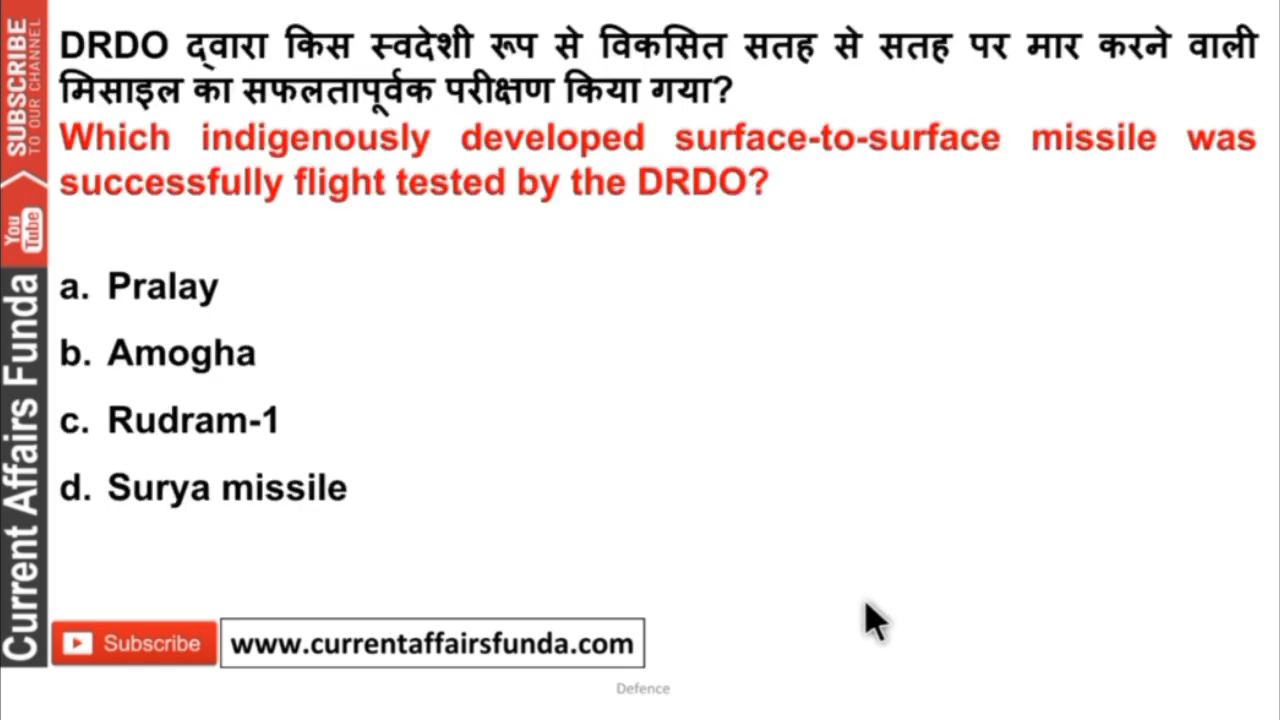 DRDO द्वारा किस स्वदेशी रूप से विकसित सतह से सतह पर मार करने वाली
मिसाइल का सफलतापूर्वक परीक्षण किया गया?
Which indigenously developed surface-to-surface missile was
successfully flight tested by the DRDO?
a. Pralay
b. Amogha
c. Rudram-1
d. Surya missile
SUBSCRIBE
TO OUR CHANNEL
You
Tube
Current Affairs Funda
Subscribe
www.currentaffairsfunda.com
Defence